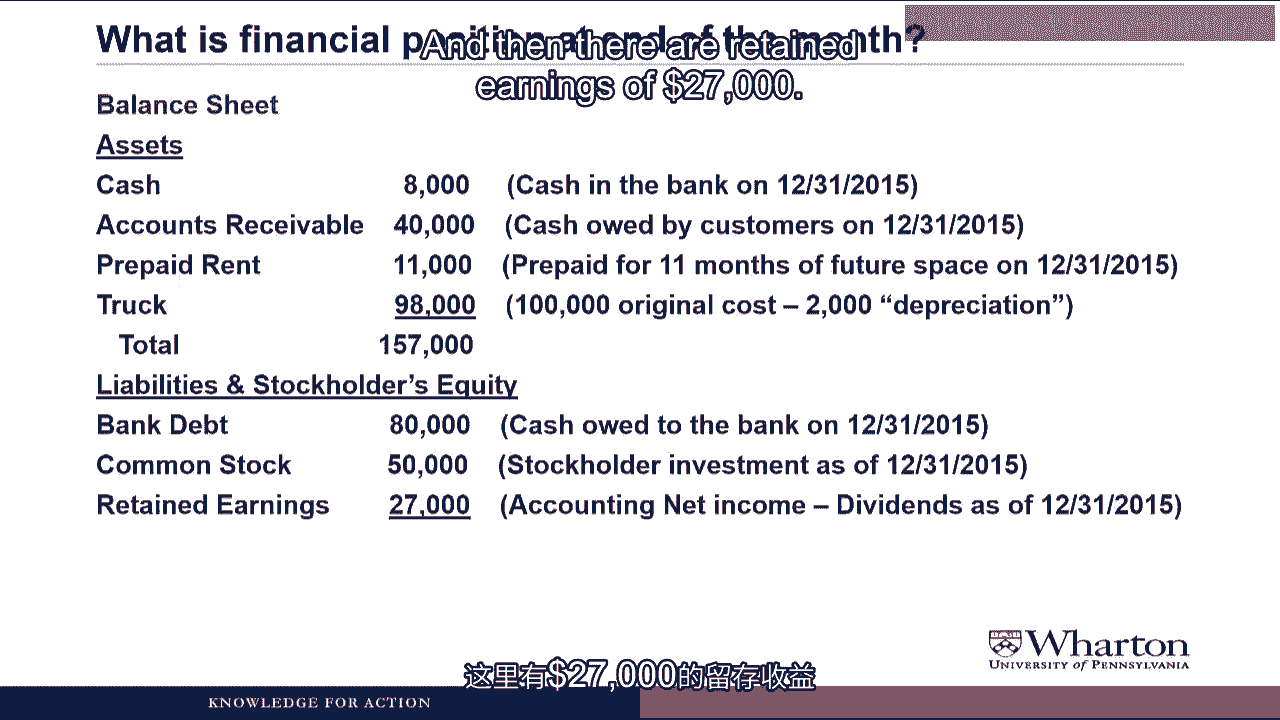 What is financial position at end of the month?
And then there are retained
earnings of $27,000.
Balance Sheet
Assets
Cash 8,000 (Cash in the bank on 12/31/2015)
Accounts Receivable 40,000 (Cash owed by customers on 12/31/2015)
Prepaid Rent 11,000 (Prepaid for 11 months of future space on 12/31/2015)
Truck 98,000 (100,000 original cost – 2,000 “depreciation”)
Total 157,000
Liabilities & Stockholder’s Equity
Bank Debt 80,000 (Cash owed to the bank on 12/31/2015)
Common Stock 50,000 (Stockholder investment as of 12/31/2015)
Retained Earnings 27,000 (Accounting Net income – Dividends as of 12/31/2015)
Wharton
UNIVERSITY of PENNSYLVANIA
这里有$27,000的留存收益
KNOWLEDGE FOR ACTION